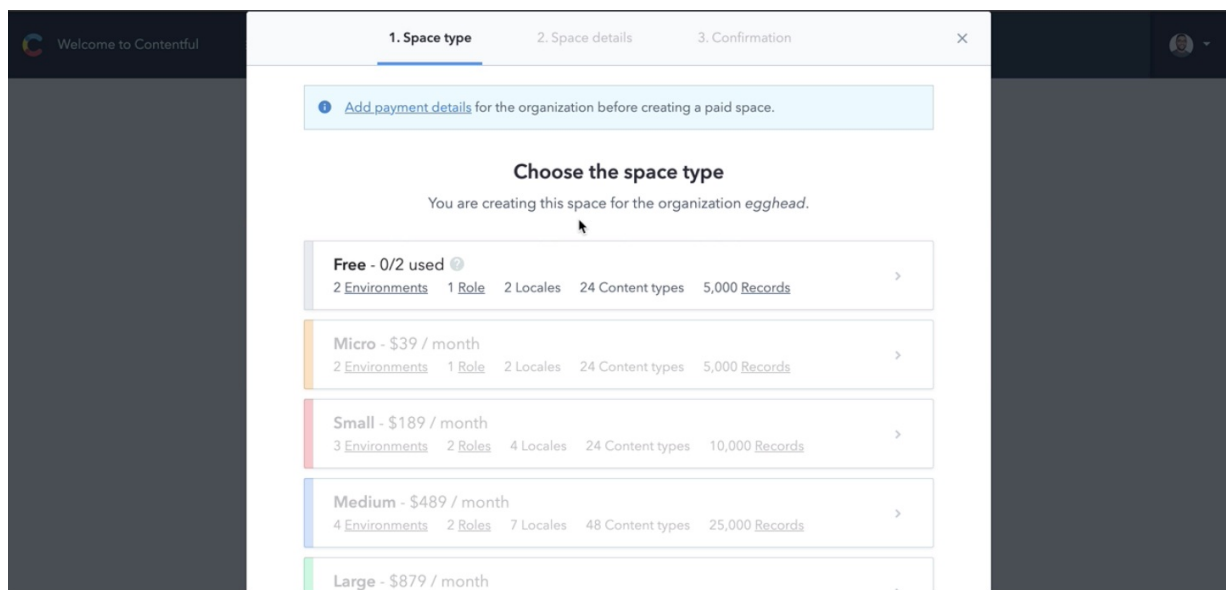 Welcome to Contentful
1. Space type 2. Space details 3. Confirmation
Add payment details for the organization before creating a paid space.
Choose the space type
You are creating this space for the organization egghead.
Free - 0/2 used ?
2 Environments 1 Role 2 Locales 24 Content types 5,000 Records
Micro - $39 / month
2 Environments 1 Role 2 Locales 24 Content types 5,000 Records
Small - $189 / month
3 Environments 2 Roles 4 Locales 24 Content types 10,000 Records
Medium - $489 / month
4 Environments 2 Roles 7 Locales 48 Content types 25,000 Records
Large - $879 / month